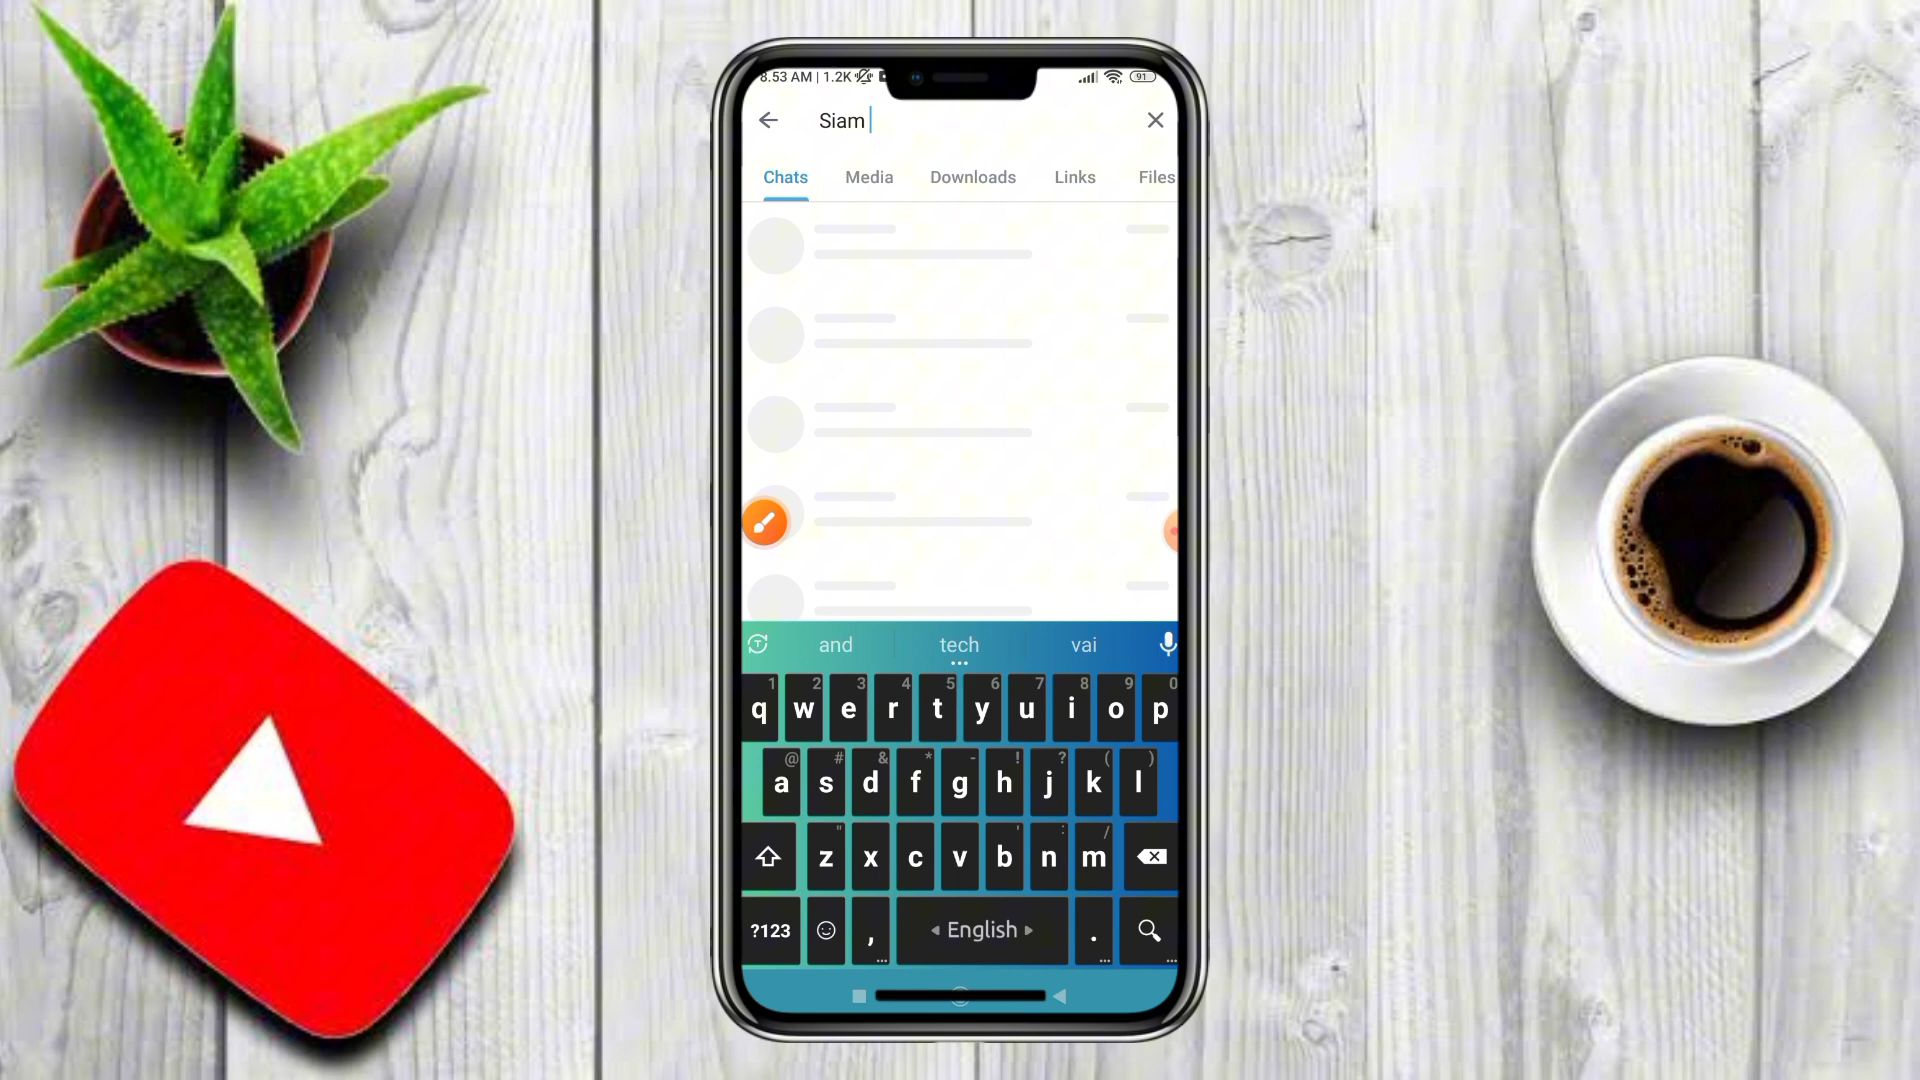 8.53 AM | 1.2K
91
Siam
Chats Media Downloads Links Files
and tech vai
1 2 3 4 5 6 7 8 9 0
q w e r t y u i o p
@ # & * - ! ? ( )
a s d f g h j k l
" ' : /
z x c v b n m
?123 , English .